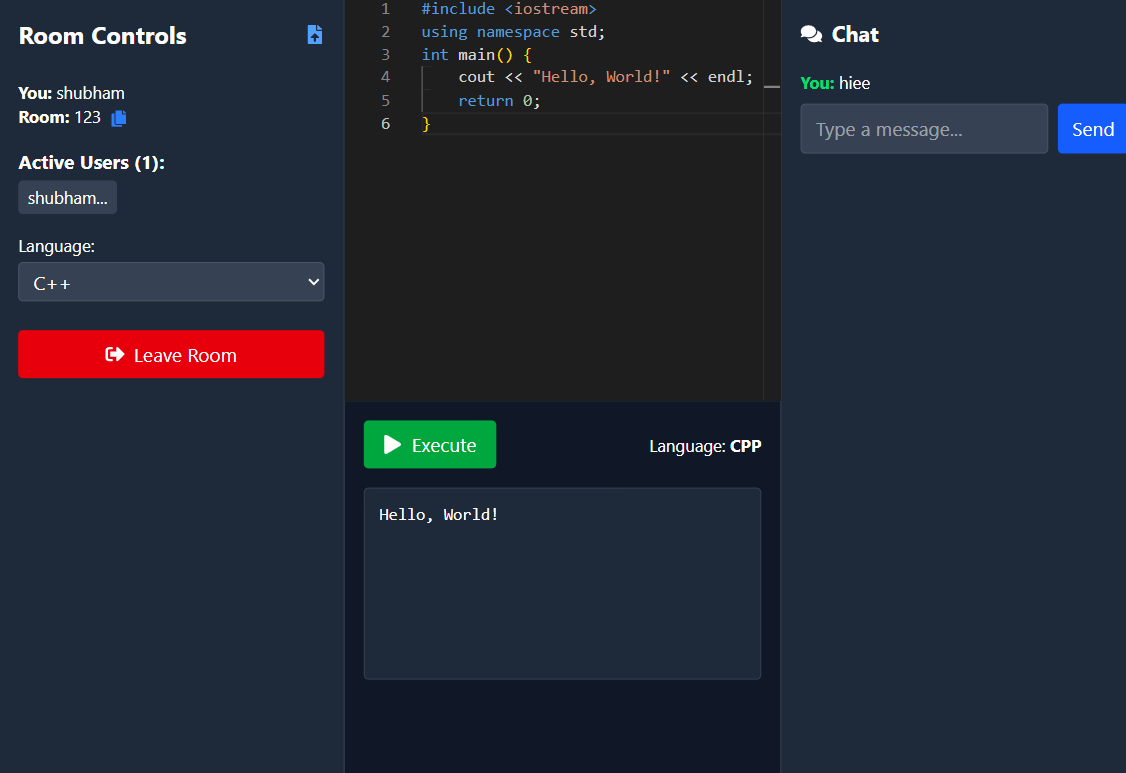 Room Controls
You: shubham
Room: 123
Active Users (1):
shubham...
Language:
C++
Leave Room
1 #include <iostream>
2 using namespace std;
3 int main() {
4     cout << "Hello, World!" << endl;
5     return 0;
6 }
Execute
Language: CPP
Hello, World!
Chat
You: hiee
Type a message...
Send